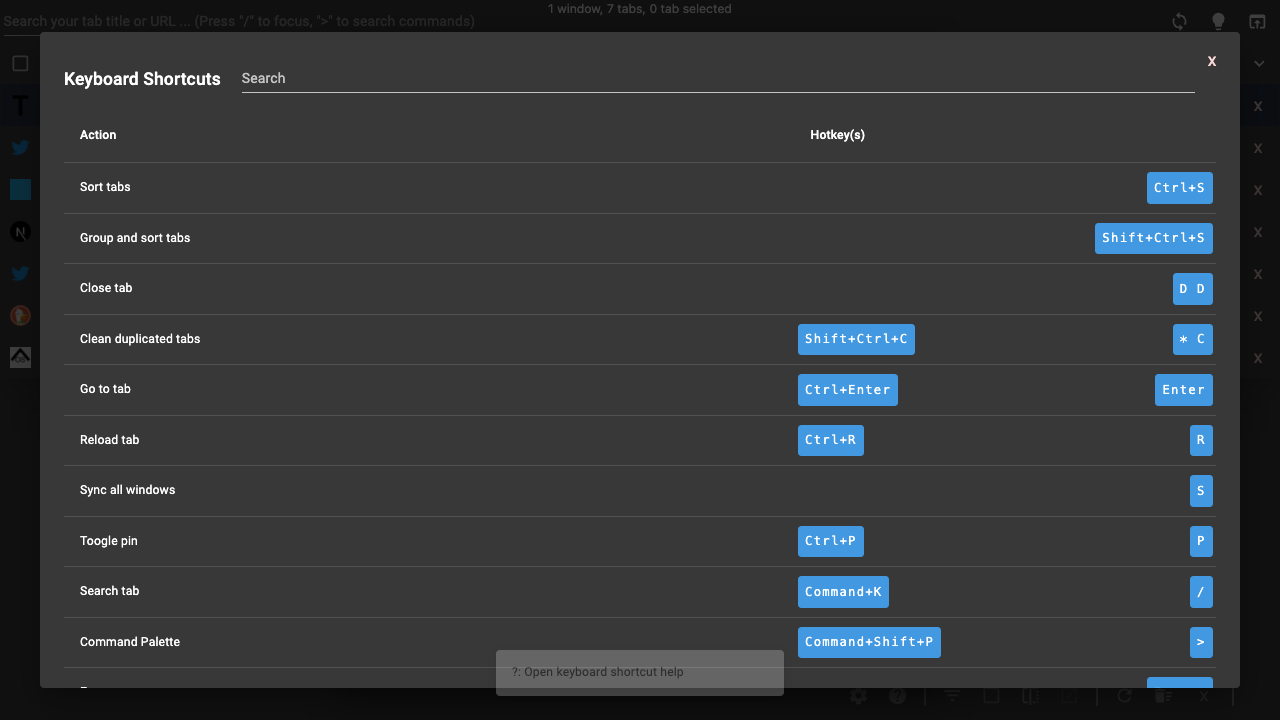 1 window, 7 tabs, 0 tab selected
Search your tab title or URL ... (Press "/" to focus, ">" to search commands)
X
Keyboard Shortcuts Search
Action Hotkey(s)
Sort tabs Ctrl+S
Group and sort tabs Shift+Ctrl+S
Close tab D D
Clean duplicated tabs Shift+Ctrl+C * C
Go to tab Ctrl+Enter Enter
Reload tab Ctrl+R R
Sync all windows S
Toogle pin Ctrl+P P
Search tab Command+K /
Command Palette Command+Shift+P >
?: Open keyboard shortcut help
T
N
X
X
X
X
X
X
X
X